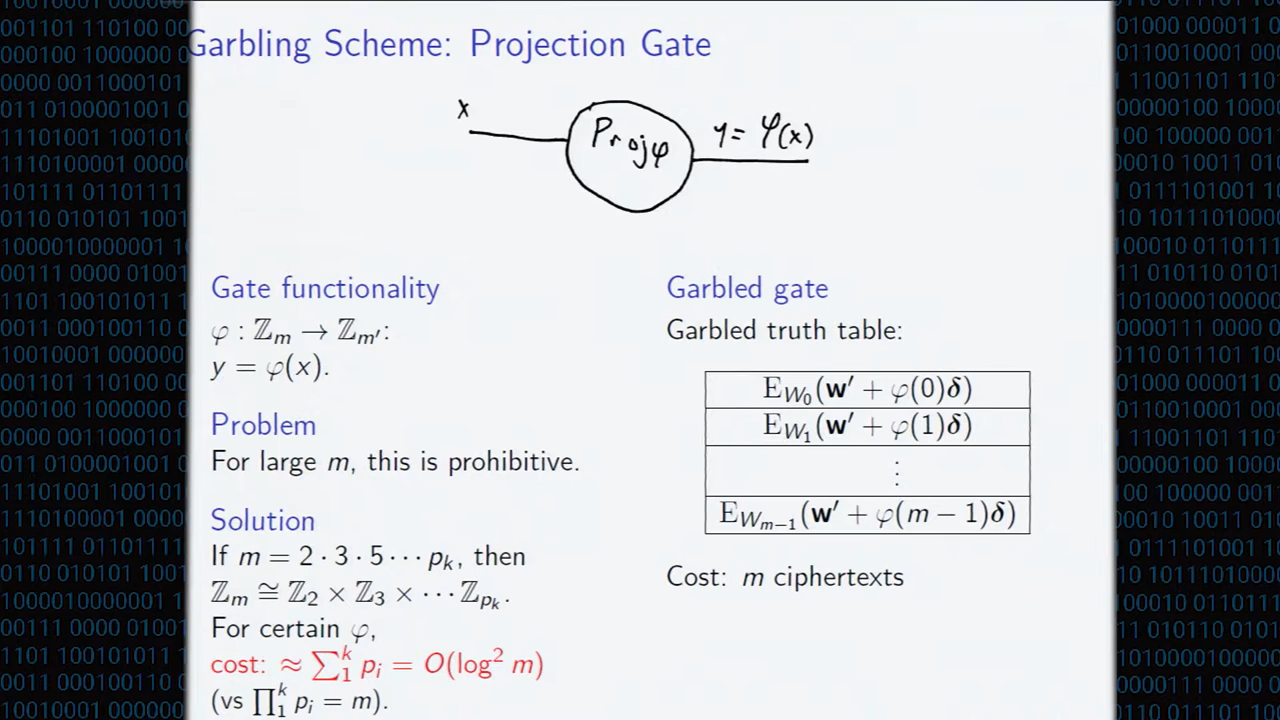 Garbling Scheme: Projection Gate
x
Projφ
y = φ(x)
Gate functionality
φ : ℤ_m → ℤ_m′:
y = φ(x).
Problem
For large m, this is prohibitive.
Solution
If m = 2 · 3 · 5 · · · p_k, then
ℤ_m ≅ ℤ_2 × ℤ_3 × · · · ℤ_{p_k}.
For certain φ,
cost: ≈ ∑_1^k p_i = O(log² m)
(vs ∏_1^k p_i = m).
Garbled gate
Garbled truth table:
E_{W_0}(w′ + φ(0)δ)
E_{W_1}(w′ + φ(1)δ)
⋮
E_{W_{m−1}}(w′ + φ(m − 1)δ)
Cost: m ciphertexts